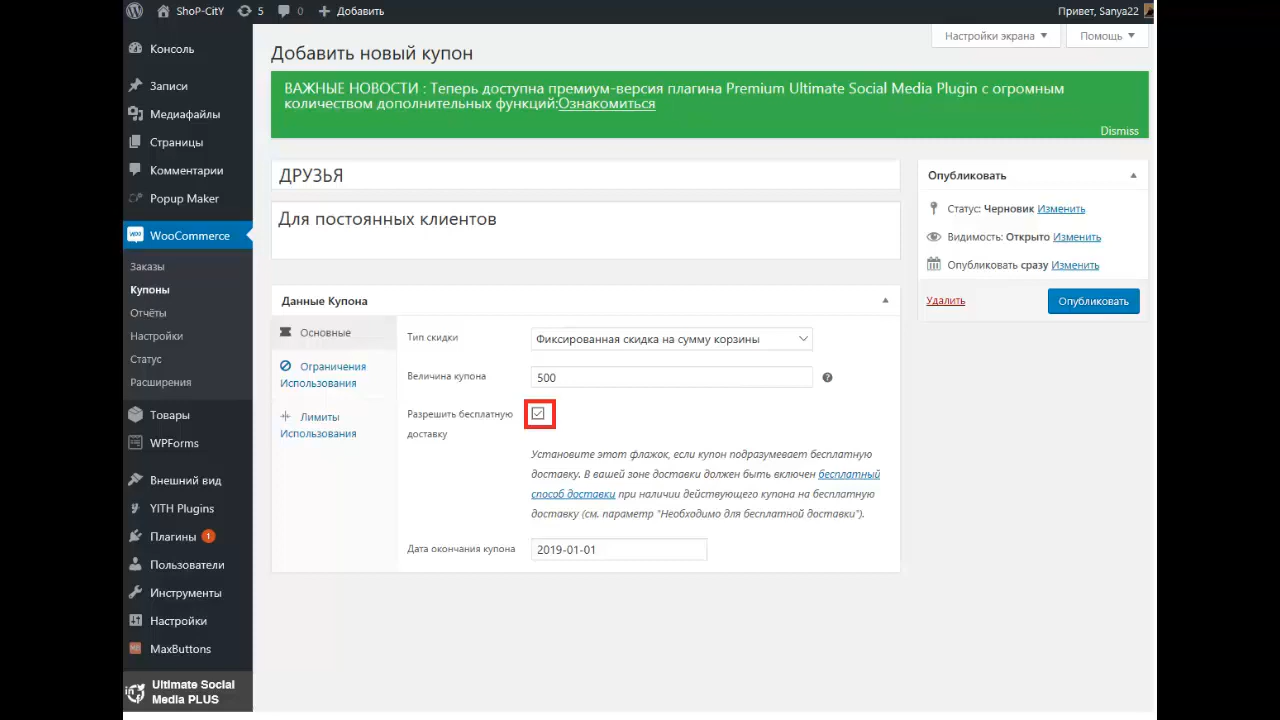 ShoP-CitY 5 0 Добавить Привет, Sanya22
Настройки экрана Помощь
Добавить новый купон
ВАЖНЫЕ НОВОСТИ : Теперь доступна премиум-версия плагина Premium Ultimate Social Media Plugin с огромным
количеством дополнительных функций:Ознакомиться
Dismiss
Консоль
Записи
Медиафайлы
Страницы
Комментарии
Popup Maker
WooCommerce
Заказы
Купоны
Отчёты
Настройки
Статус
Расширения
Товары
WPForms
Внешний вид
YITH Plugins
Плагины 1
Пользователи
Инструменты
Настройки
MaxButtons
Ultimate Social
Media PLUS
ДРУЗЬЯ
Для постоянных клиентов
Данные Купона
Основные
Ограничения
Использования
Лимиты
Использования
Тип скидки Фиксированная скидка на сумму корзины
Величина купона 500
Разрешить бесплатную
доставку
Установите этот флажок, если купон подразумевает бесплатную
доставку. В вашей зоне доставки должен быть включен бесплатный
способ доставки при наличии действующего купона на бесплатную
доставку (см. параметр "Необходимо для бесплатной доставки").
Дата окончания купона 2019-01-01
Опубликовать
Статус: Черновик Изменить
Видимость: Открыто Изменить
Опубликовать сразу Изменить
Удалить Опубликовать